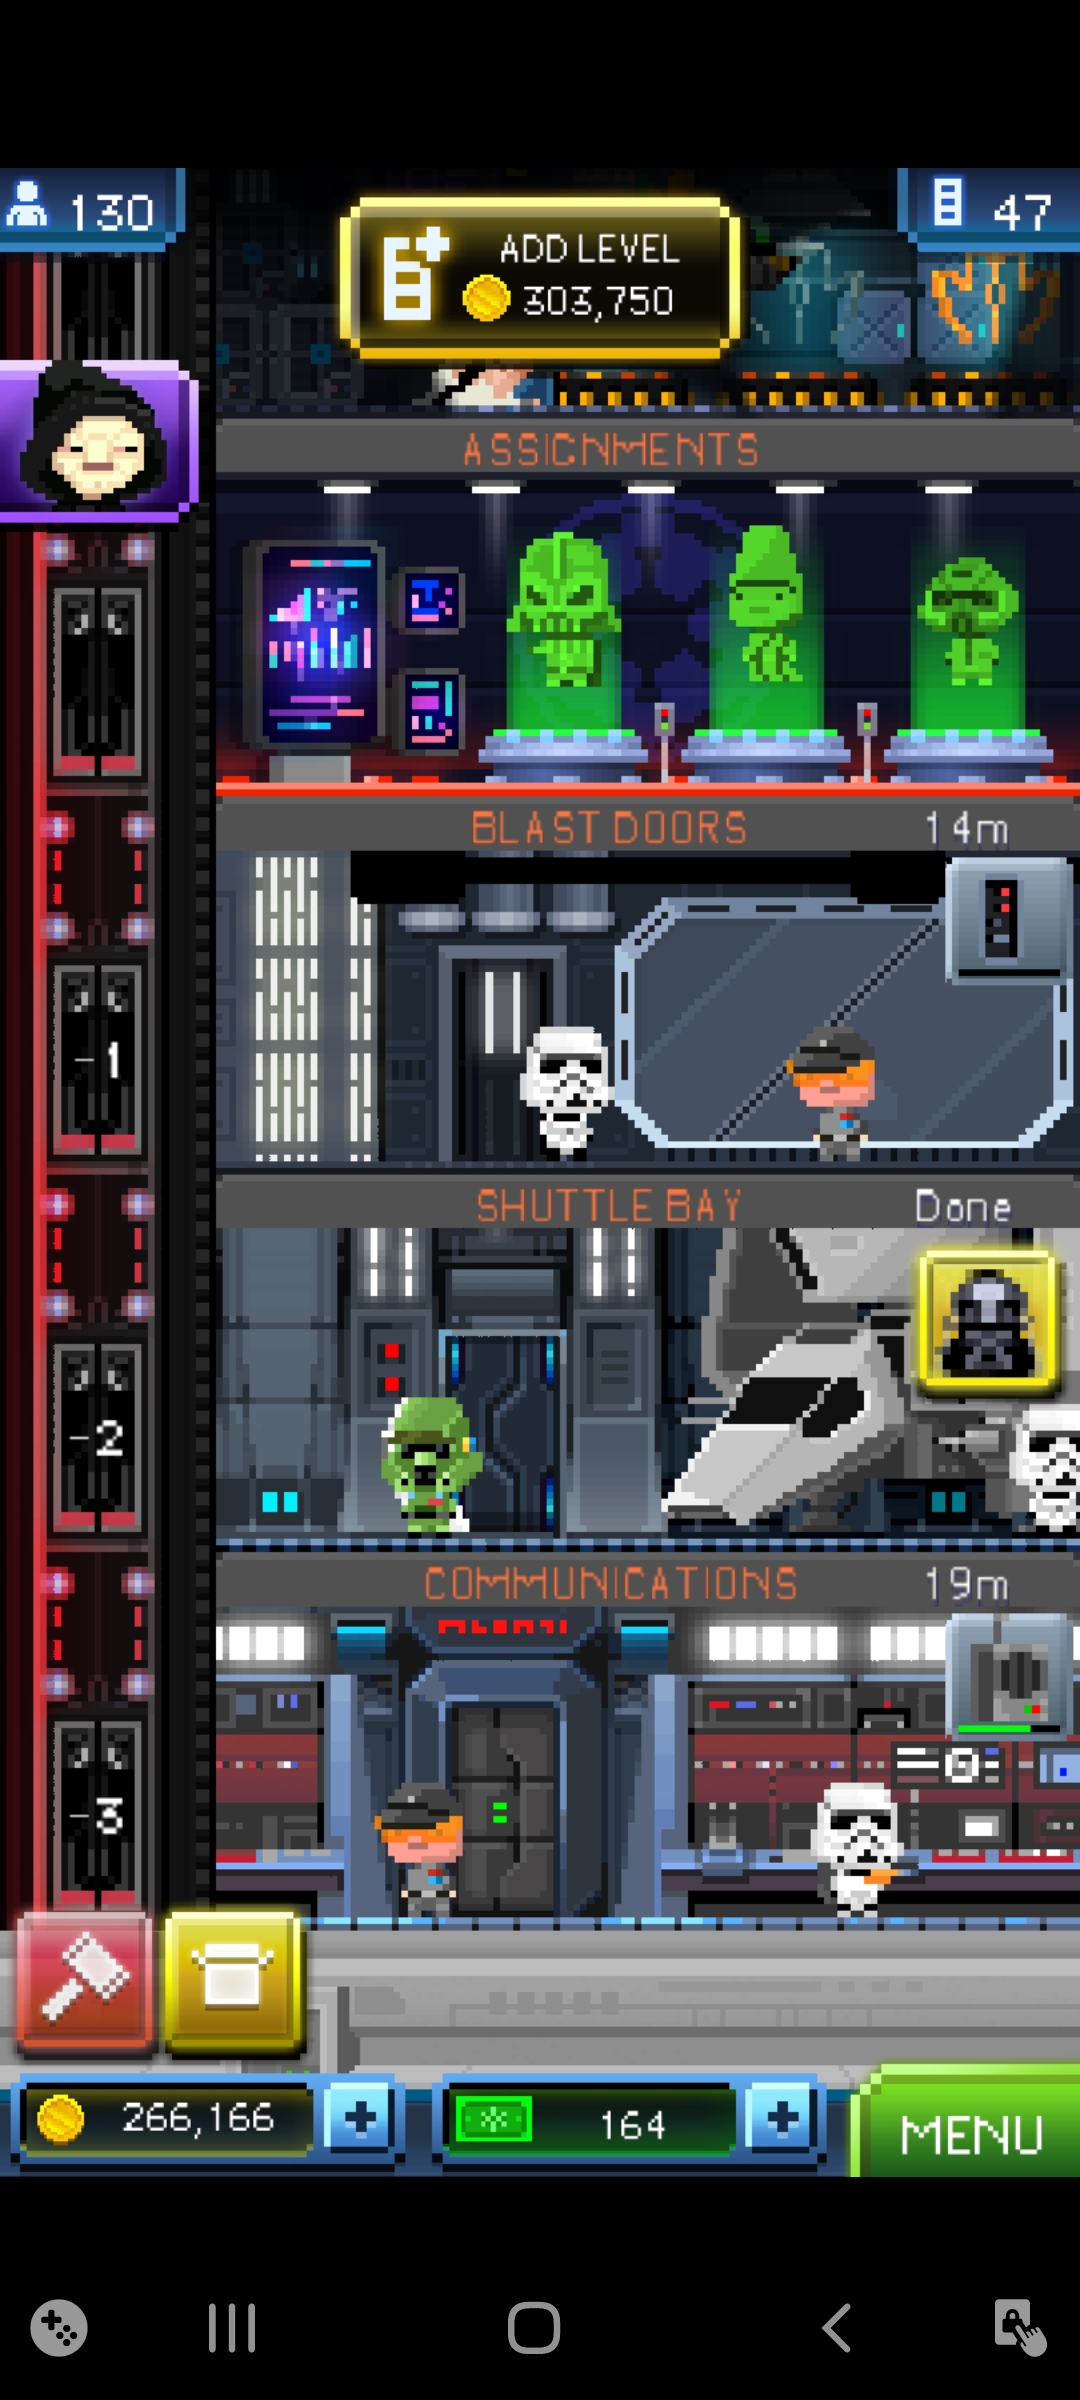 130
ADD LEVEL
303,750
47
ASSIGNMENTS
BLAST DOORS 14m
-1
SHUTTLE BAY Done
-2
COMMUNICATIONS 19m
-3
266,166
164
MENU